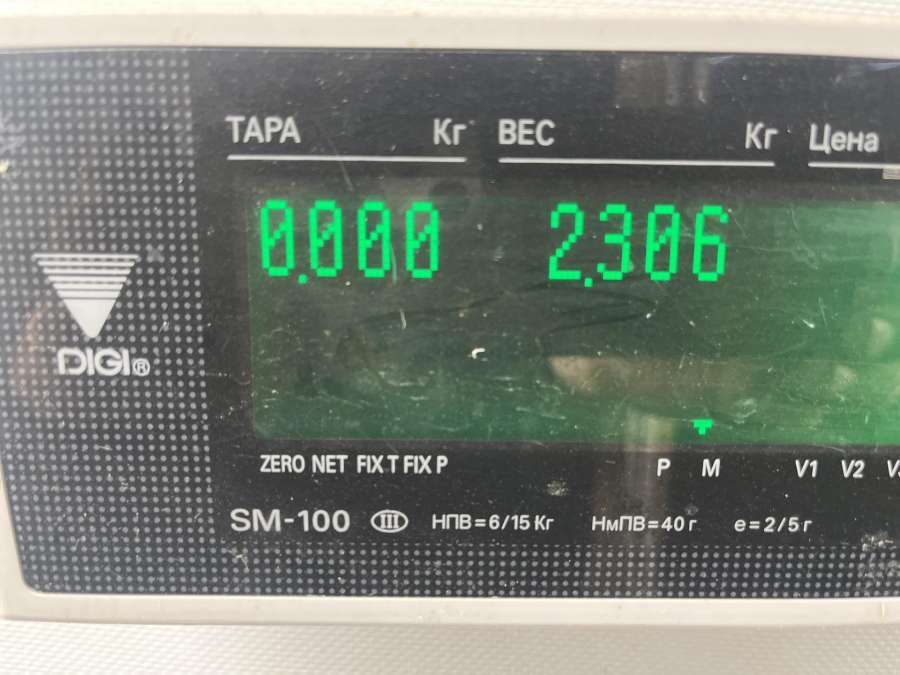 ТАРА Кг ВЕС Кг Цена
0.000 2.306
DIGI®
ZERO NET FIX T FIX P P M V1 V2
SM-100 III НПВ=6/15 Кг НмПВ=40 г e=2/5 г